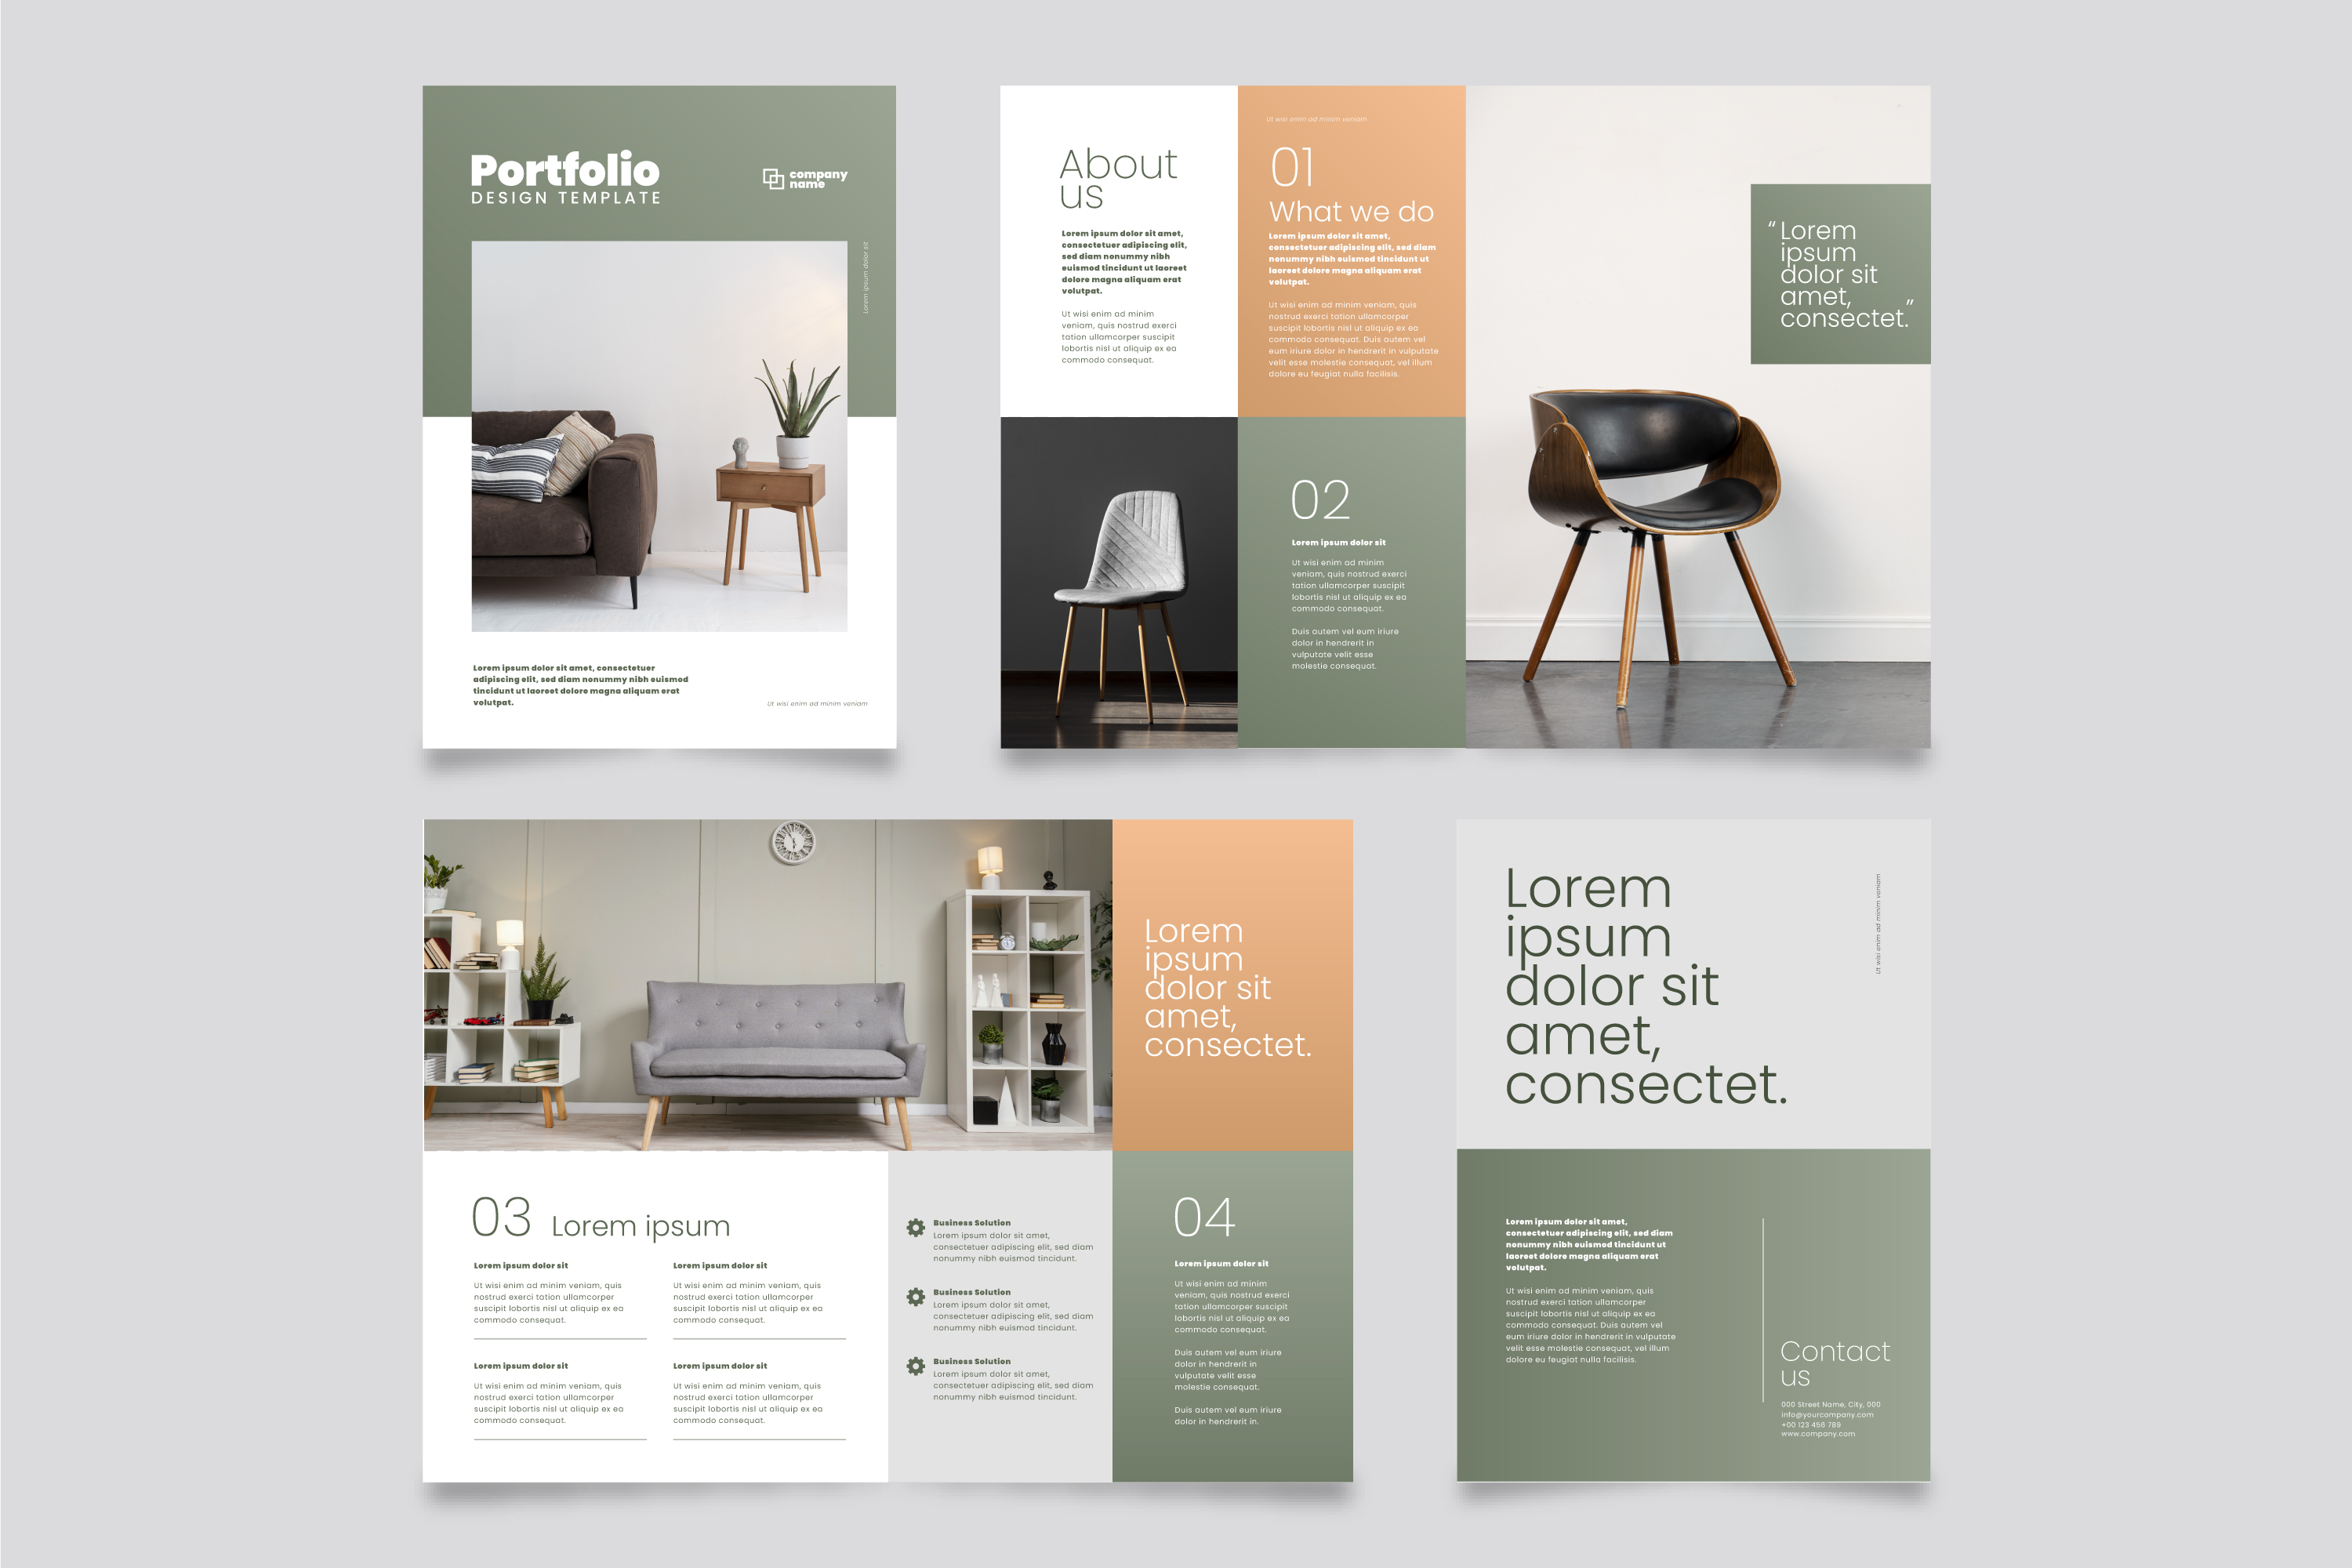 Portfolio
DESIGN TEMPLATE
company
name
Lorem ipsum dolor sit
Lorem ipsum dolor sit amet, consectetuer
adipiscing elit, sed diam nonummy nibh euismod
tincidunt ut laoreet dolore magna aliquam erat
volutpat.
Ut wisi enim ad minim veniam
About
us
Lorem ipsum dolor sit amet,
consectetuer adipiscing elit,
sed diam nonummy nibh
euismod tincidunt ut laoreet
dolore magna aliquam erat
volutpat.
Ut wisi enim ad minim
veniam, quis nostrud exerci
tation ullamcorper suscipit
lobortis nisl ut aliquip ex ea
commodo consequat.
Ut wisi enim ad minim veniam
01
What we do
Lorem ipsum dolor sit amet,
consectetuer adipiscing elit, sed diam
nonummy nibh euismod tincidunt ut
laoreet dolore magna aliquam erat
volutpat.
Ut wisi enim ad minim veniam, quis
nostrud exerci tation ullamcorper
suscipit lobortis nisl ut aliquip ex ea
commodo consequat. Duis autem vel
eum iriure dolor in hendrerit in vulputate
velit esse molestie consequat, vel illum
dolore eu feugiat nulla facilisis.
02
Lorem ipsum dolor sit
Ut wisi enim ad minim
veniam, quis nostrud exerci
tation ullamcorper suscipit
lobortis nisl ut aliquip ex ea
commodo consequat.
Duis autem vel eum iriure
dolor in hendrerit in
vulputate velit esse
molestie consequat.
“Lorem
ipsum
dolor sit
amet,
consectet.”
Lorem
ipsum
dolor sit
amet,
consectet.
03 Lorem ipsum
Lorem ipsum dolor sit
Ut wisi enim ad minim veniam, quis
nostrud exerci tation ullamcorper
suscipit lobortis nisl ut aliquip ex ea
commodo consequat.
Lorem ipsum dolor sit
Ut wisi enim ad minim veniam, quis
nostrud exerci tation ullamcorper
suscipit lobortis nisl ut aliquip ex ea
commodo consequat.
Lorem ipsum dolor sit
Ut wisi enim ad minim veniam, quis
nostrud exerci tation ullamcorper
suscipit lobortis nisl ut aliquip ex ea
commodo consequat.
Lorem ipsum dolor sit
Ut wisi enim ad minim veniam, quis
nostrud exerci tation ullamcorper
suscipit lobortis nisl ut aliquip ex ea
commodo consequat.
Business Solution
Lorem ipsum dolor sit amet,
consectetuer adipiscing elit, sed diam
nonummy nibh euismod tincidunt.
Business Solution
Lorem ipsum dolor sit amet,
consectetuer adipiscing elit, sed diam
nonummy nibh euismod tincidunt.
Business Solution
Lorem ipsum dolor sit amet,
consectetuer adipiscing elit, sed diam
nonummy nibh euismod tincidunt.
04
Lorem ipsum dolor sit
Ut wisi enim ad minim
veniam, quis nostrud exerci
tation ullamcorper suscipit
lobortis nisl ut aliquip ex ea
commodo consequat.
Duis autem vel eum iriure
dolor in hendrerit in
vulputate velit esse
molestie consequat.
Duis autem vel eum iriure
dolor in hendrerit in.
Lorem
ipsum
dolor sit
amet,
consectet.
Ut wisi enim ad minim veniam
Lorem ipsum dolor sit amet,
consectetuer adipiscing elit, sed diam
nonummy nibh euismod tincidunt ut
laoreet dolore magna aliquam erat
volutpat.
Ut wisi enim ad minim veniam, quis
nostrud exerci tation ullamcorper
suscipit lobortis nisl ut aliquip ex ea
commodo consequat. Duis autem vel
eum iriure dolor in hendrerit in vulputate
velit esse molestie consequat, vel illum
dolore eu feugiat nulla facilisis.
Contact
us
000 Street Name, City, 000
info@yourcompany.com
+00 123 456 789
www.company.com